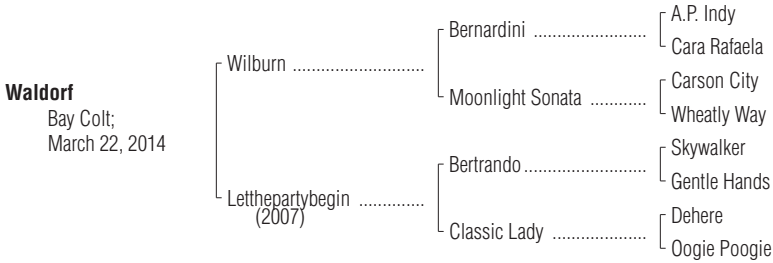 A.P. Indy
Bernardini ........................
Cara Rafaela
Wilburn ............................
Carson City
Moonlight Sonata ............
Wheatly Way
Waldorf
Bay Colt;
March 22, 2014
Skywalker
Bertrando..........................
Gentle Hands
Letthepartybegin ..............
(2007)
Dehere
Classic Lady ....................
Oogie Poogie